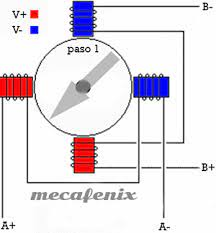 B-
V+
V-
paso 1
B+
mecafenix
A+
A-